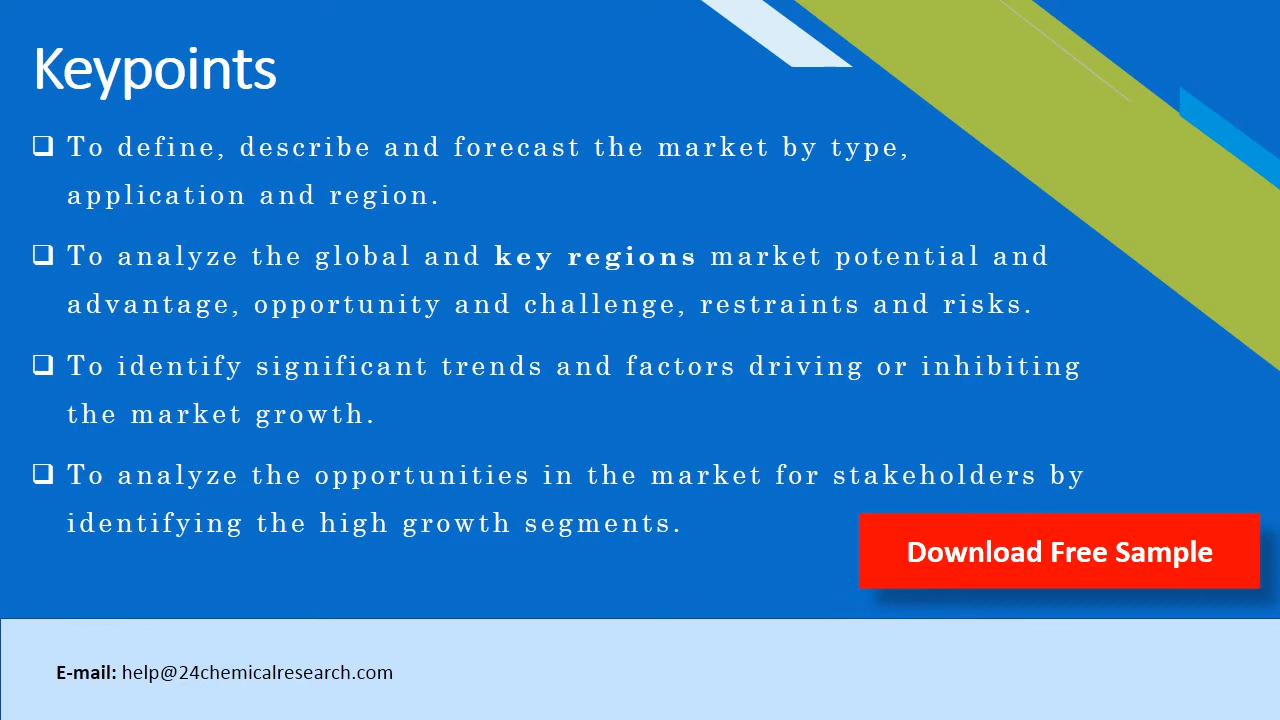 Keypoints
❑ To define, describe and forecast the market by type,
application and region.
❑ To analyze the global and key regions market potential and
advantage, opportunity and challenge, restraints and risks.
❑ To identify significant trends and factors driving or inhibiting
the market growth.
❑ To analyze the opportunities in the market for stakeholders by
identifying the high growth segments.
Download Free Sample
E-mail: help@24chemicalresearch.com